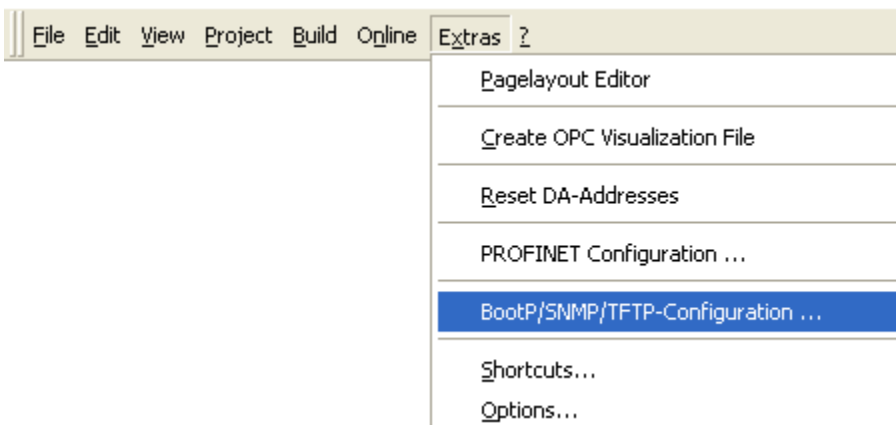 File Edit View Project Build Online Extras ?
Pagelayout Editor
Create OPC Visualization File
Reset DA-Addresses
PROFINET Configuration ...
BootP/SNMP/TFTP-Configuration ...
Shortcuts...
Options...